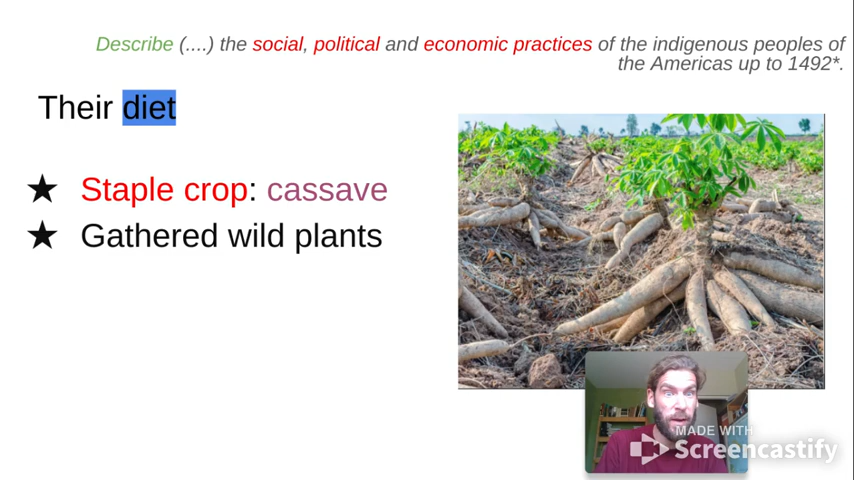 Describe (....) the social, political and economic practices of the indigenous peoples of
the Americas up to 1492*.
Their diet
★ Staple crop: cassave
★ Gathered wild plants
MADE WITH
Screencastify